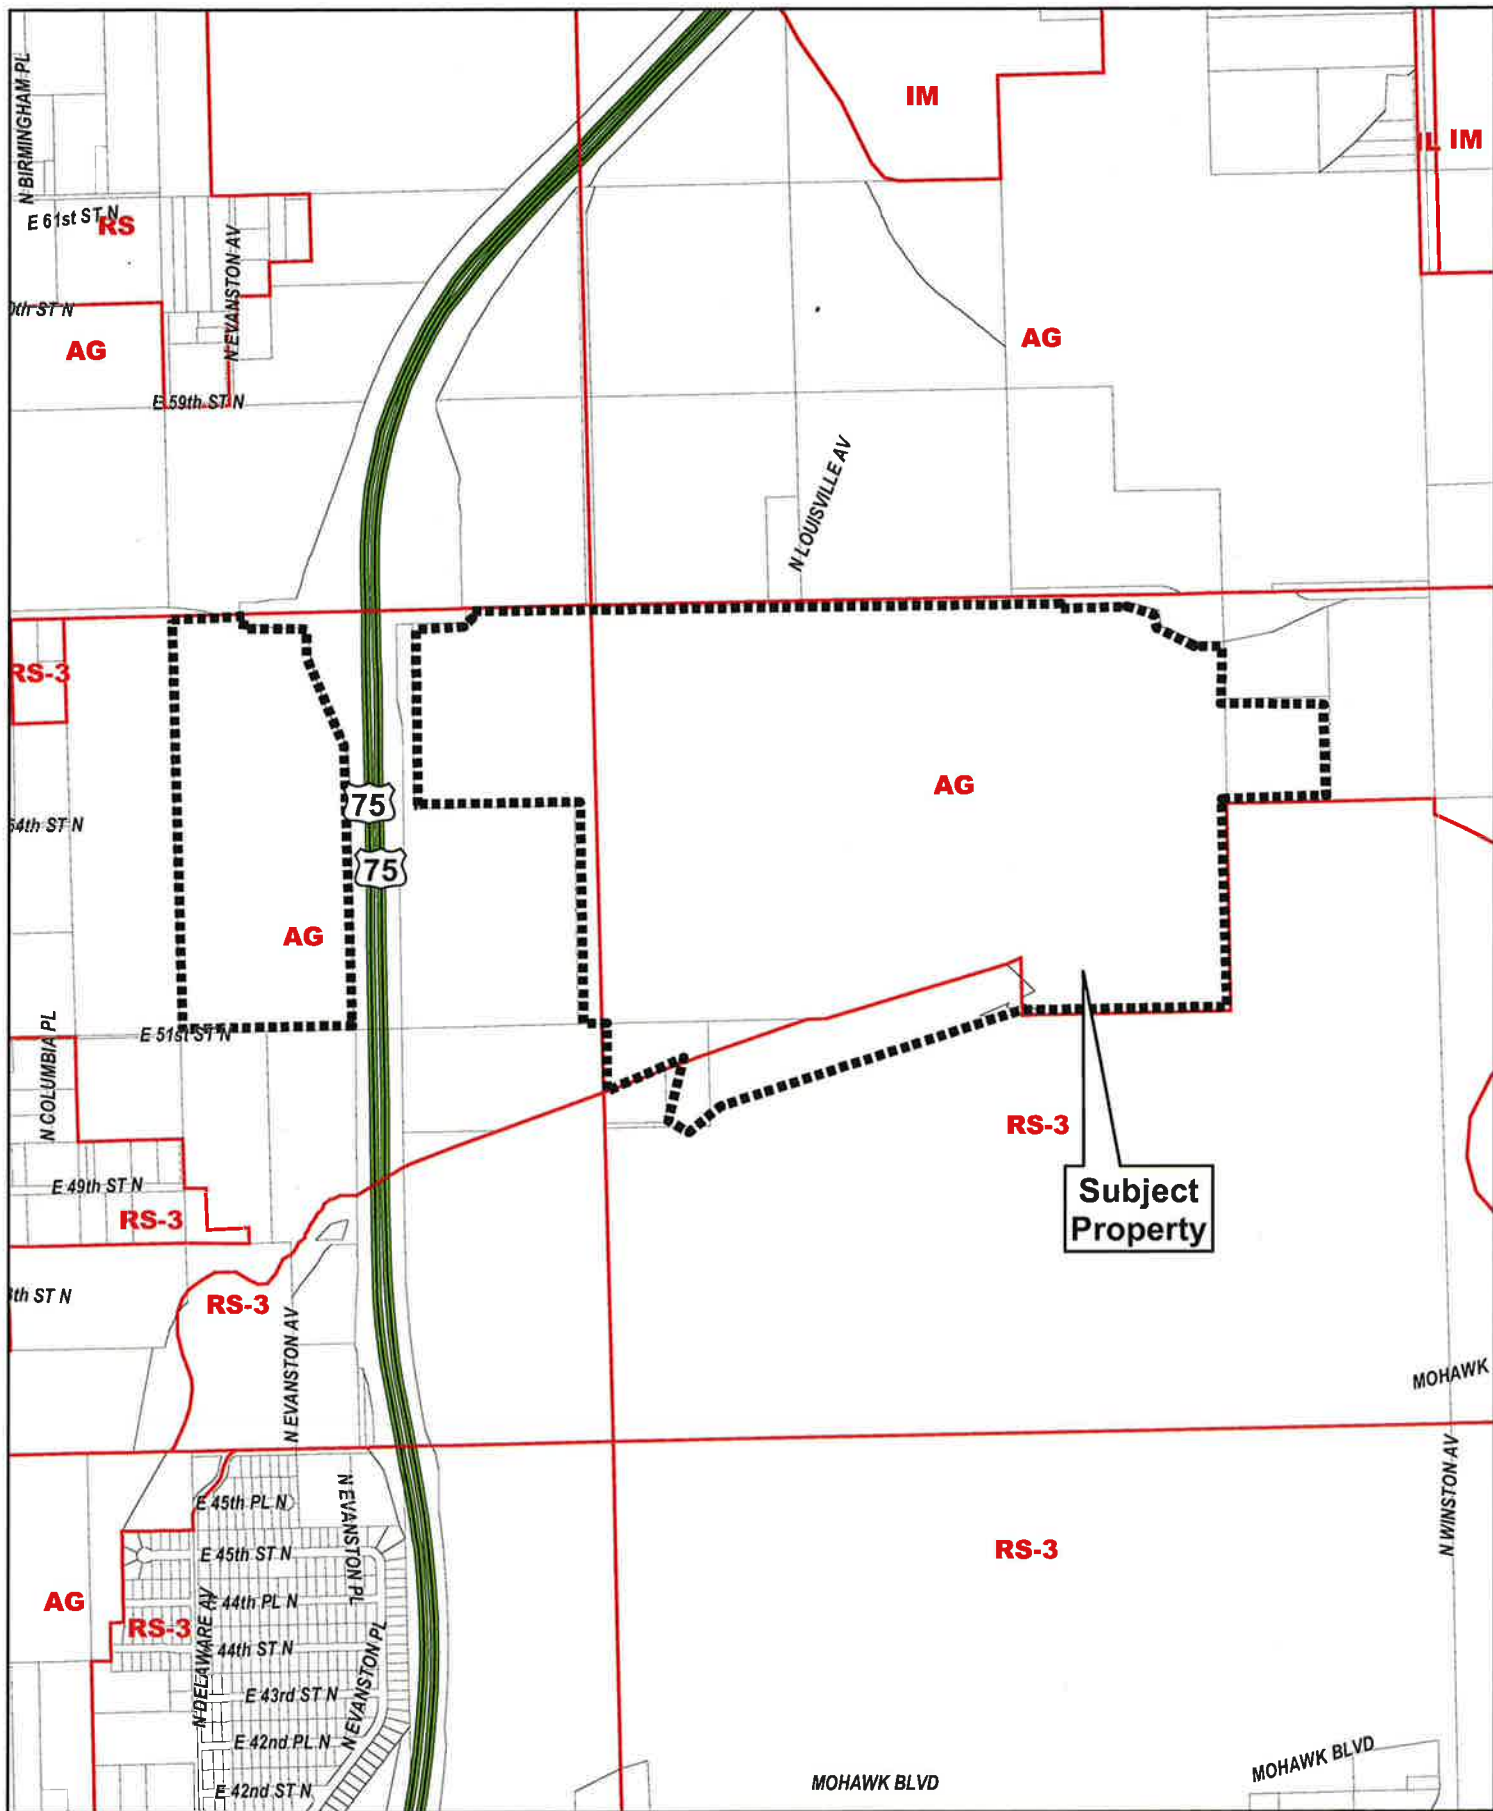 N BIRMINGHAM PL
IM
IL IM
E 61st ST N
RS
N EVANSTON AV
0th ST N
AG
AG
E 59th ST N
N LOUISVILLE AV
RS-3
AG
75
54th ST N
75
AG
E 51st ST N
N COLUMBIA PL
RS-3
E 49th ST N
Subject
Property
RS-3
8th ST N
RS-3
N EVANSTON AV
MOHAWK
N WINSTON AV
E 45th PL N
N EVANSTON PL
E 45th ST N
RS-3
AG
E 44th PL N
RS-3
N DELAWARE AV
44th ST N
N EVANSTON PL
E 43rd ST N
E 42nd PL N
MOHAWK BLVD
MOHAWK BLVD
E 42nd ST N